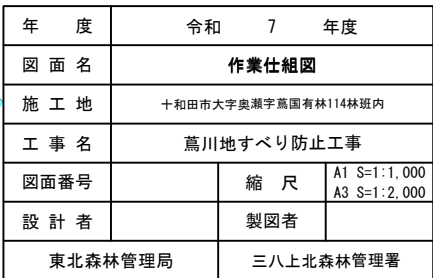 年 度 令和 7 年度
図 面 名 作業仕組図
施 工 地 十和田市大字奥瀬字蔦国有林114林班内
工 事 名 蔦川地すべり防止工事
図面番号 縮 尺 A1 S=1:1,000
A3 S=1:2,000
設 計 者 製図者
東北森林管理局 三八上北森林管理署